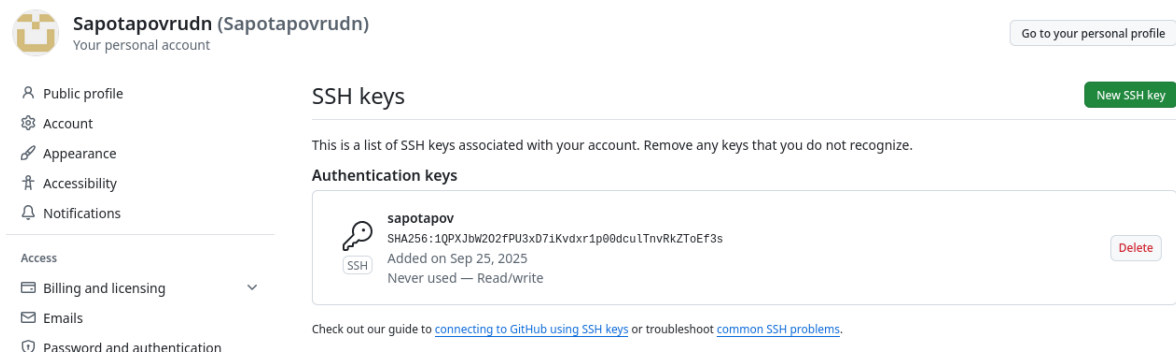 Sapotapovrudn (Sapotapovrudn)
Your personal account
Go to your personal profile
Public profile
Account
Appearance
Accessibility
Notifications
Access
Billing and licensing
Emails
Password and authentication
SSH keys
New SSH key
This is a list of SSH keys associated with your account. Remove any keys that you do not recognize.
Authentication keys
sapotapov
SHA256:1QPXJbW2O2fPU3xD7iKvdxr1p00dculTnvRkZToEf3s
Added on Sep 25, 2025
Never used — Read/write
SSH
Delete
Check out our guide to connecting to GitHub using SSH keys or troubleshoot common SSH problems.